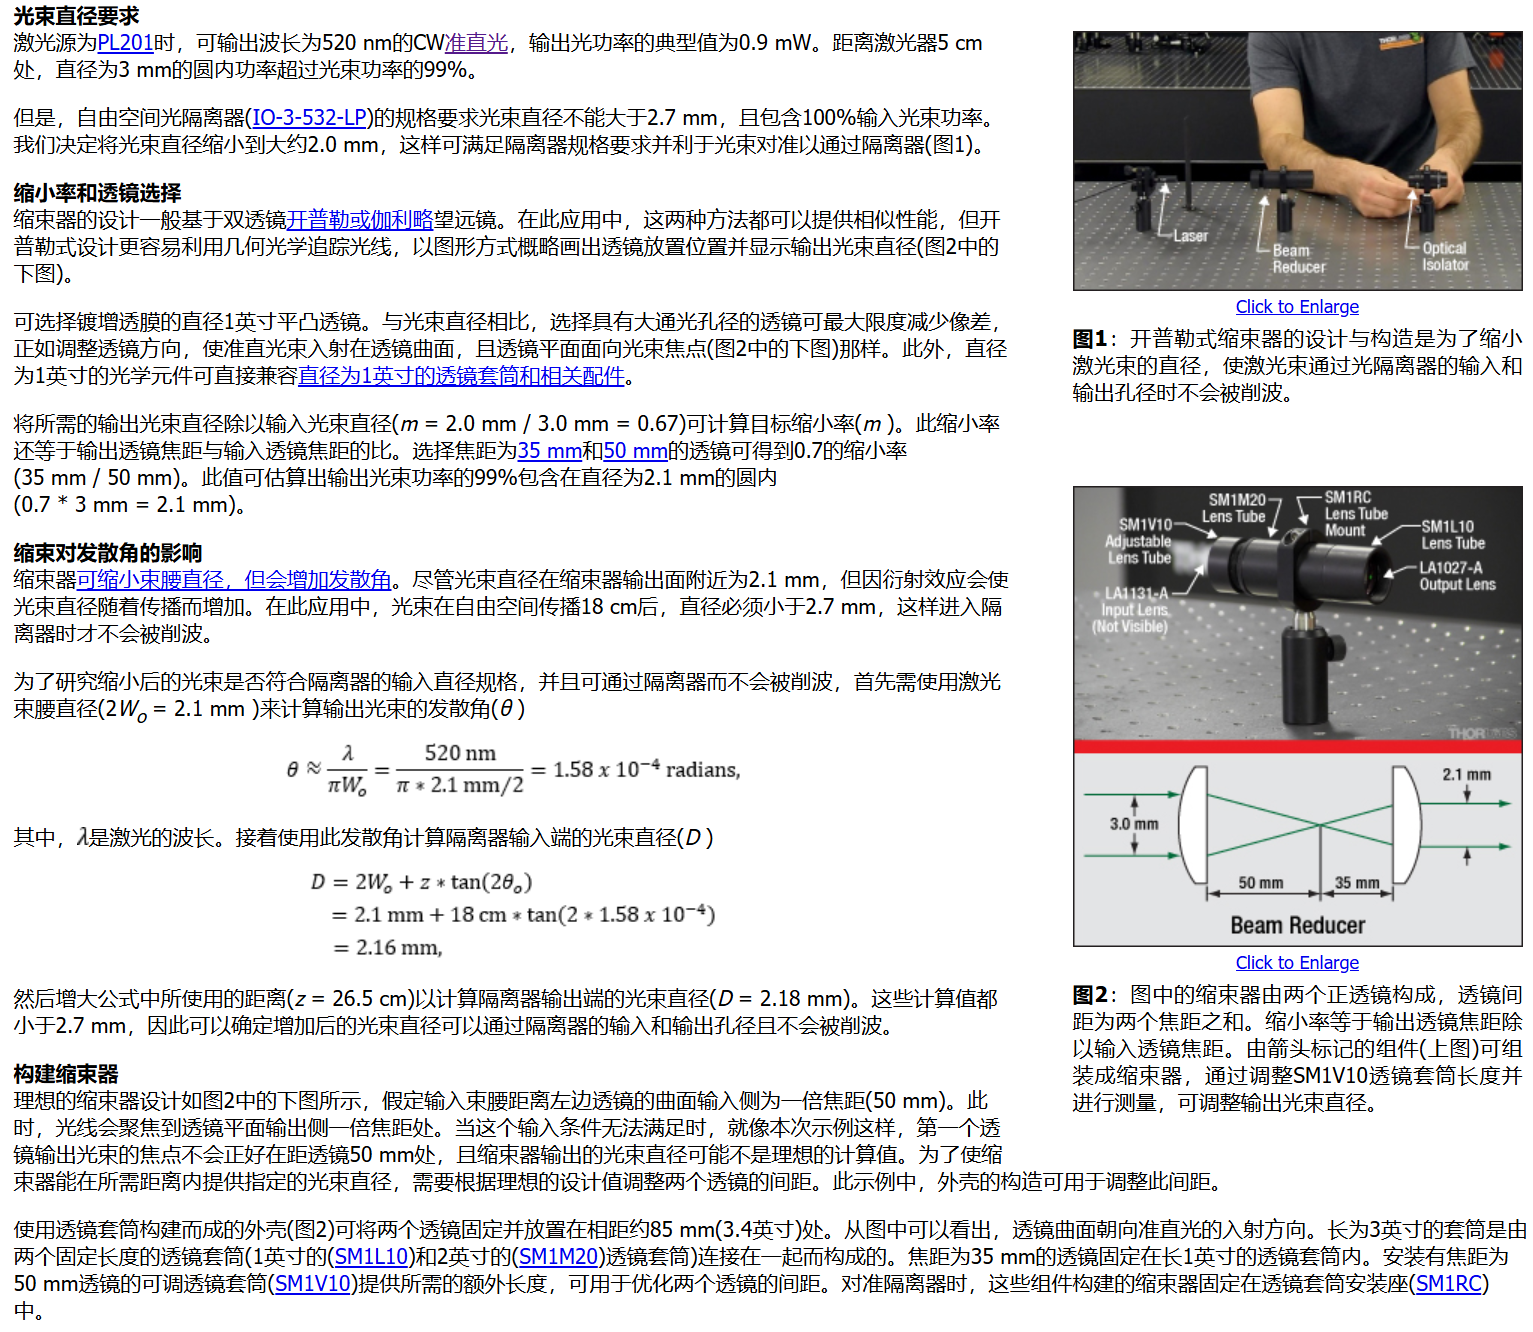 光束直径要求
激光源为PL201时，可输出波长为520 nm的CW准直光，输出光功率的典型值为0.9 mW。距离激光器5 cm
处，直径为3 mm的圆内功率超过光束功率的99%。
但是，自由空间光隔离器(IO-3-532-LP)的规格要求光束直径不能大于2.7 mm，且包含100%输入光束功率。
我们决定将光束直径缩小到大约2.0 mm，这样可满足隔离器规格要求并利于光束对准以通过隔离器(图1)。
缩小率和透镜选择
缩束器的设计一般基于双透镜开普勒或伽利略望远镜。在此应用中，这两种方法都可以提供相似性能，但开
普勒式设计更容易利用几何光学追踪光线，以图形方式概略画出透镜放置位置并显示输出光束直径(图2中的
下图)。
可选择镀增透膜的直径1英寸平凸透镜。与光束直径相比，选择具有大通光孔径的透镜可最大限度减少像差，
正如调整透镜方向，使准直光束入射在透镜曲面，且透镜平面面向光束焦点(图2中的下图)那样。此外，直径
为1英寸的光学元件可直接兼容直径为1英寸的透镜套筒和相关配件。
将所需的输出光束直径除以输入光束直径(m = 2.0 mm / 3.0 mm = 0.67)可计算目标缩小率(m )。此缩小率
还等于输出透镜焦距与输入透镜焦距的比。选择焦距为35 mm和50 mm的透镜可得到0.7的缩小率
(35 mm / 50 mm)。此值可估算出输出光束功率的99%包含在直径为2.1 mm的圆内
(0.7 * 3 mm = 2.1 mm)。
缩束对发散角的影响
缩束器可缩小束腰直径，但会增加发散角。尽管光束直径在缩束器输出面附近为2.1 mm，但因衍射效应会使
光束直径随着传播而增加。在此应用中，光束在自由空间传播18 cm后，直径必须小于2.7 mm，这样进入隔
离器时才不会被削波。
为了研究缩小后的光束是否符合隔离器的输入直径规格，并且可通过隔离器而不会被削波，首先需使用激光
束腰直径(2Wo = 2.1 mm )来计算输出光束的发散角(θ )
θ ≈ λ/πWo = 520 nm/π * 2.1 mm/2 = 1.58 x 10⁻⁴ radians,
其中，λ是激光的波长。接着使用此发散角计算隔离器输入端的光束直径(D )
D = 2Wo + z * tan(2θo)
= 2.1 mm + 18 cm * tan(2 * 1.58 x 10⁻⁴)
= 2.16 mm,
然后增大公式中所使用的距离(z = 26.5 cm)以计算隔离器输出端的光束直径(D = 2.18 mm)。这些计算值都
小于2.7 mm，因此可以确定增加后的光束直径可以通过隔离器的输入和输出孔径且不会被削波。
构建缩束器
理想的缩束器设计如图2中的下图所示，假定输入束腰距离左边透镜的曲面输入侧为一倍焦距(50 mm)。此
时，光线会聚焦到透镜平面输出侧一倍焦距处。当这个输入条件无法满足时，就像本次示例这样，第一个透
镜输出光束的焦点不会正好在距透镜50 mm处，且缩束器输出的光束直径可能不是理想的计算值。为了使缩
束器能在所需距离内提供指定的光束直径，需要根据理想的设计值调整两个透镜的间距。此示例中，外壳的构造可用于调整此间距。
使用透镜套筒构建而成的外壳(图2)可将两个透镜固定并放置在相距约85 mm(3.4英寸)处。从图中可以看出，透镜曲面朝向准直光的入射方向。长为3英寸的套筒是由
两个固定长度的透镜套筒(1英寸的(SM1L10)和2英寸的(SM1M20)透镜套筒)连接在一起而构成的。焦距为35 mm的透镜固定在长1英寸的透镜套筒内。安装有焦距为
50 mm透镜的可调透镜套筒(SM1V10)提供所需的额外长度，可用于优化两个透镜的间距。对准隔离器时，这些组件构建的缩束器固定在透镜套筒安装座(SM1RC)
中。
Laser
Beam
Reducer
Optical
Isolator
Click to Enlarge
图1：开普勒式缩束器的设计与构造是为了缩小
激光束的直径，使激光束通过光隔离器的输入和
输出孔径时不会被削波。
SM1V10
Adjustable
Lens Tube
SM1M20
Lens Tube
SM1RC
Lens Tube
Mount
SM1L10
Lens Tube
LA1027-A
Output Lens
LA1131-A
Input Lens
(Not Visible)
THORLABS
3.0 mm
2.1 mm
50 mm
35 mm
Beam Reducer
Click to Enlarge
图2：图中的缩束器由两个正透镜构成，透镜间
距为两个焦距之和。缩小率等于输出透镜焦距除
以输入透镜焦距。由箭头标记的组件(上图)可组
装成缩束器，通过调整SM1V10透镜套筒长度并
进行测量，可调整输出光束直径。